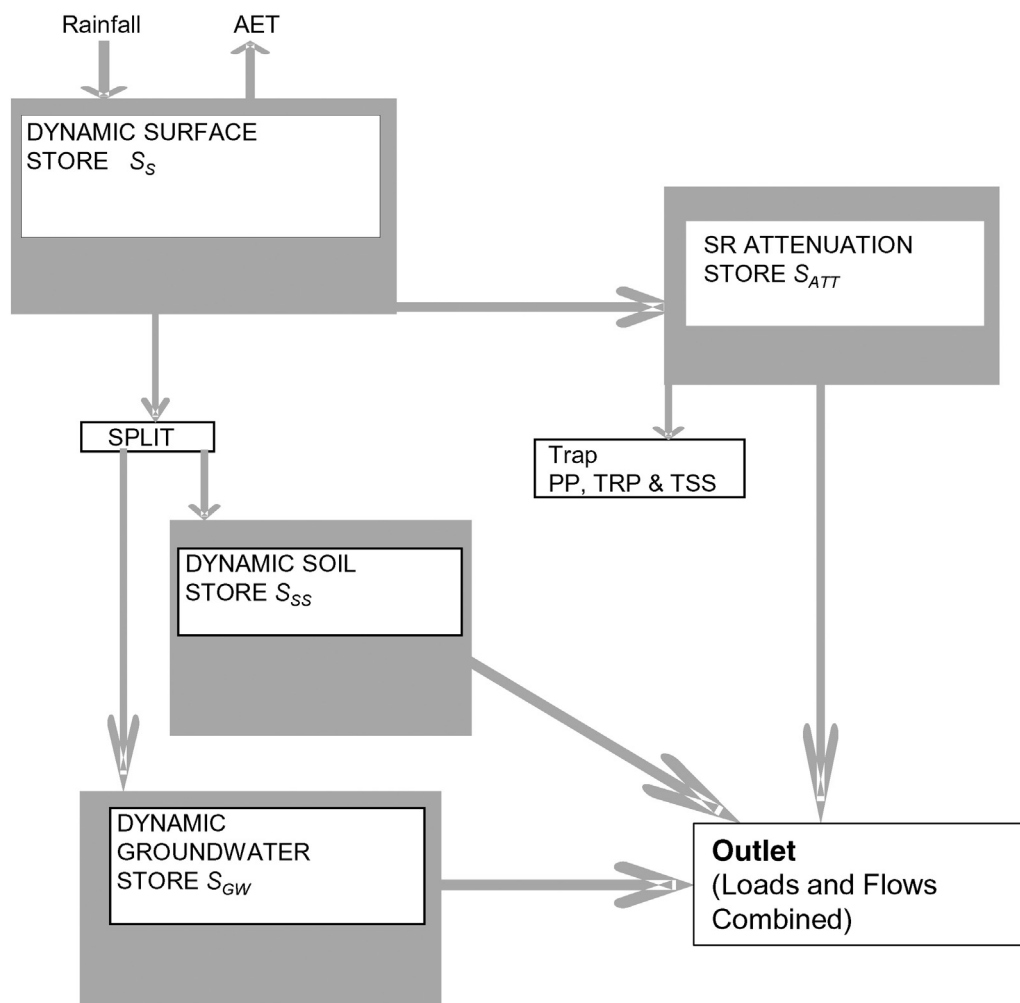 Rainfall
AET
DYNAMIC SURFACE
STORE S_S
SR ATTENUATION
STORE S_ATT
SPLIT
Trap
PP, TRP & TSS
DYNAMIC SOIL
STORE S_SS
DYNAMIC
GROUNDWATER
STORE S_GW
Outlet
(Loads and Flows
Combined)